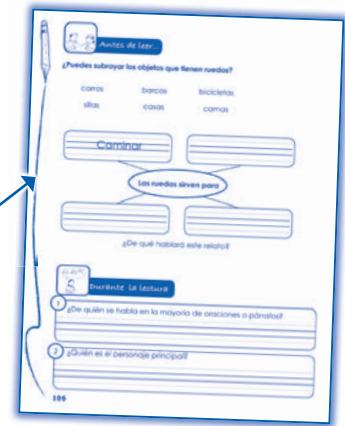 Antes de leer...
¿Puedes subrayar los objetos que tienen ruedas?
carros barcos bicicletas
sillas casas camas
Caminar
Las ruedas sirven para
¿De qué hablará este relato?
Durante la lectura
1 ¿De quién se habla en la mayoría de oraciones o párrafos?
2 ¿Quién es el personaje principal?
106